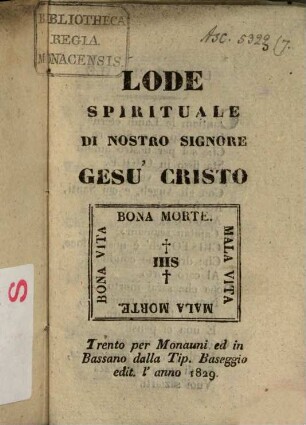 BIBLIOTHECA
REGIA
MONACENSIS.
Asc. 5329
LODE
SPIRITUALE
DI NOSTRO SIGNORE
GESU' CRISTO
BONA MORTE.
BONA VITA
IHS
MALA VITA
MALA MORTE.
Trento per Monauni ed in
Bassano dalla Tip. Baseggio
edit. l' anno 1829.
S